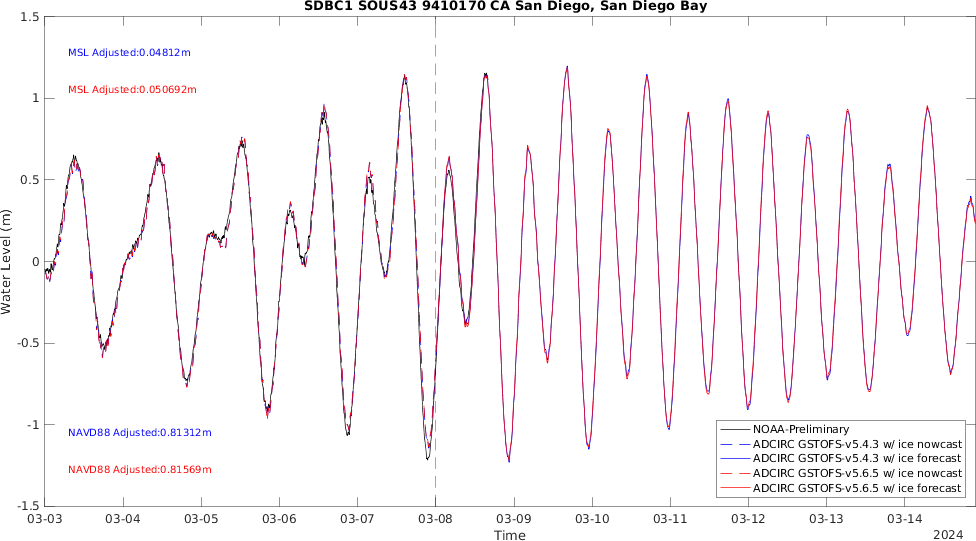 SDBC1 SOUS43 9410170 CA San Diego, San Diego Bay
1.5
MSL Adjusted:0.04812m
MSL Adjusted:0.050692m
1
0.5
Water Level (m)
0
-0.5
-1
NAVD88 Adjusted:0.81312m
NAVD88 Adjusted:0.81569m
-1.5
NOAA-Preliminary
ADCIRC GSTOFS-v5.4.3 w/ ice nowcast
ADCIRC GSTOFS-v5.4.3 w/ ice forecast
ADCIRC GSTOFS-v5.6.5 w/ ice nowcast
ADCIRC GSTOFS-v5.6.5 w/ ice forecast
03-03 03-04 03-05 03-06 03-07 03-08 03-09 03-10 03-11 03-12 03-13 03-14
Time
2024